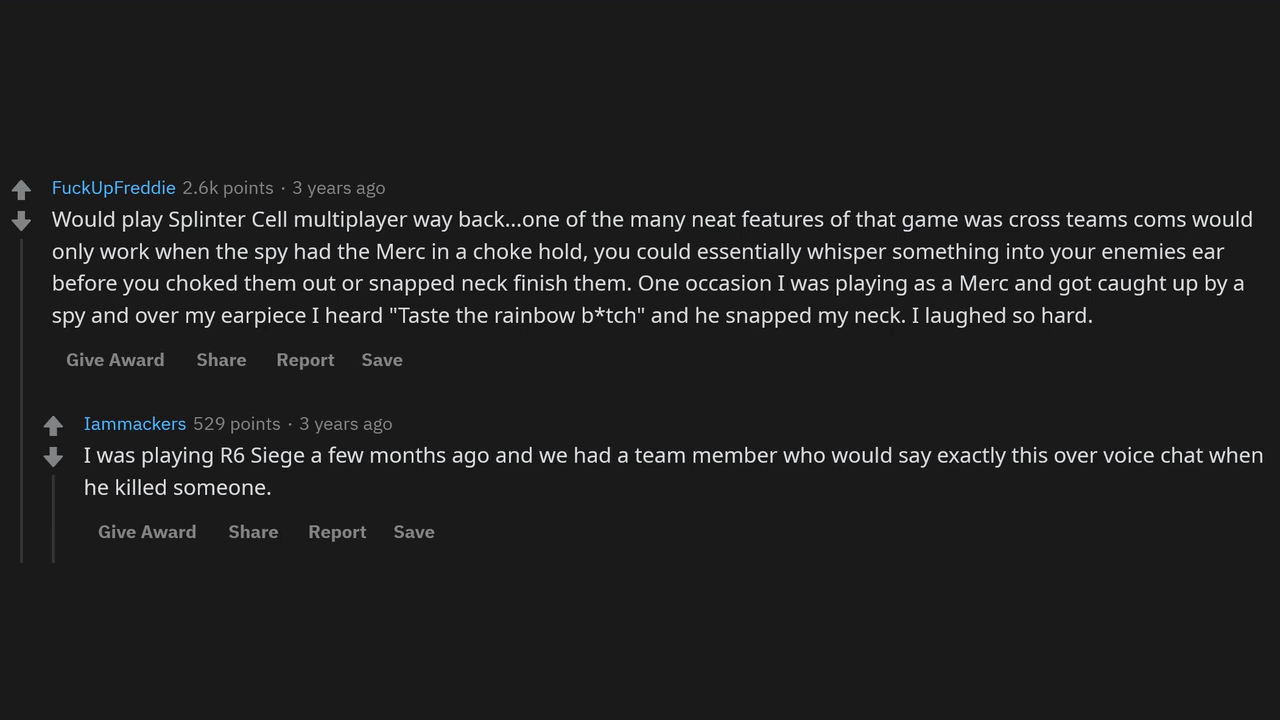 FuckUpFreddie 2.6k points · 3 years ago
Would play Splinter Cell multiplayer way back...one of the many neat features of that game was cross teams coms would
only work when the spy had the Merc in a choke hold, you could essentially whisper something into your enemies ear
before you choked them out or snapped neck finish them. One occasion I was playing as a Merc and got caught up by a
spy and over my earpiece I heard "Taste the rainbow b*tch" and he snapped my neck. I laughed so hard.
Give Award Share Report Save
Iammackers 529 points · 3 years ago
I was playing R6 Siege a few months ago and we had a team member who would say exactly this over voice chat when
he killed someone.
Give Award Share Report Save